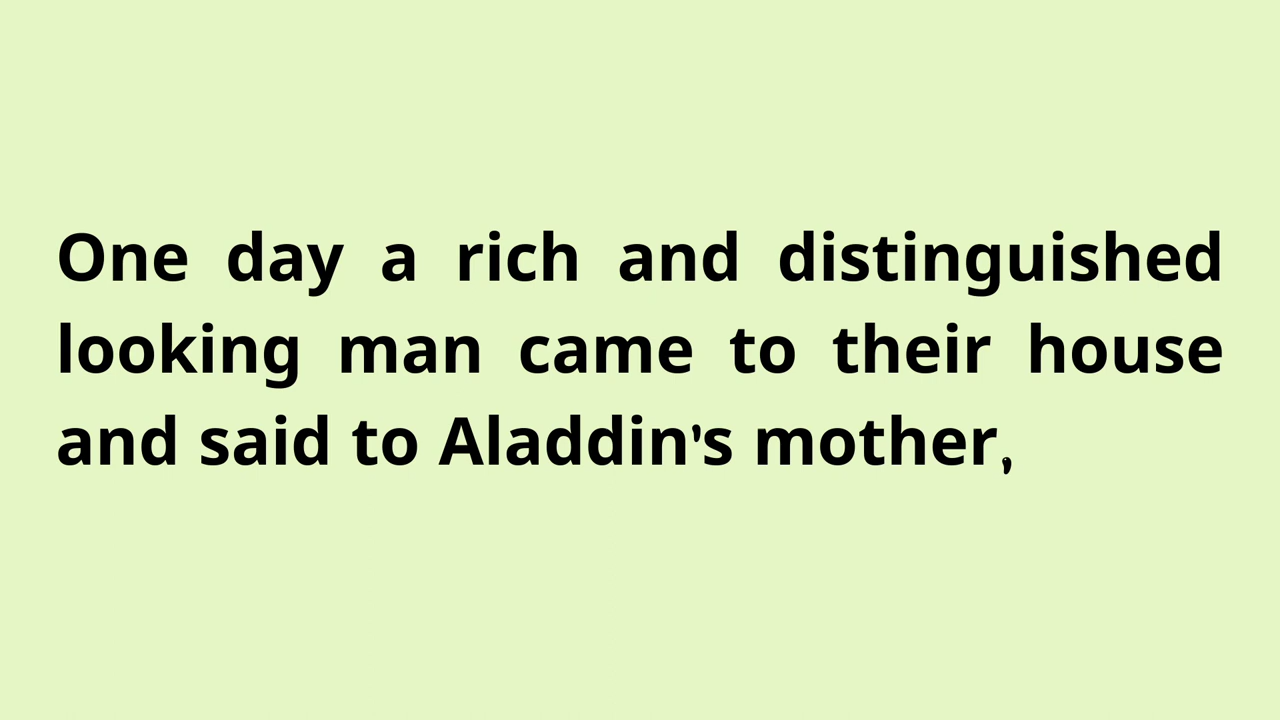 One day a rich and distinguished
looking man came to their house
and said to Aladdin's mother,